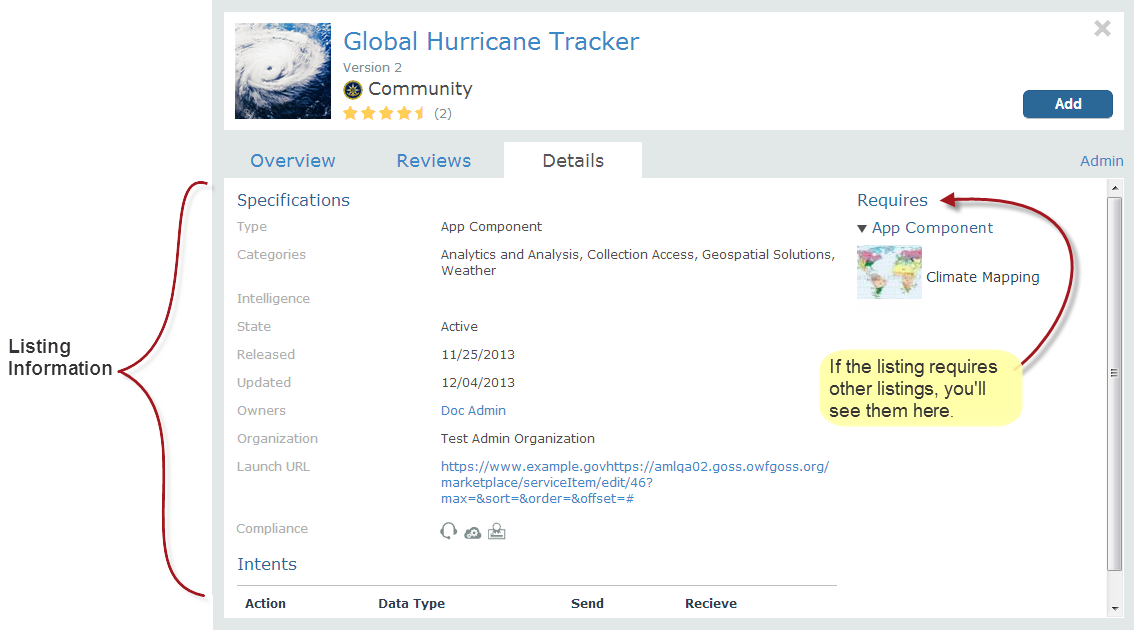 Global Hurricane Tracker
Version 2
Community
(2)
Add
Overview Reviews Details Admin
Listing
Information
Specifications
Type App Component
Categories Analytics and Analysis, Collection Access, Geospatial Solutions,
Weather
Intelligence
State Active
Released 11/25/2013
Updated 12/04/2013
Owners Doc Admin
Organization Test Admin Organization
Launch URL https://www.example.govhttps://amlqa02.goss.owfgoss.org/
marketplace/serviceItem/edit/46?
max=&sort=&order=&offset=#
Compliance
Intents
Action Data Type Send Recieve
Requires
App Component
Climate Mapping
If the listing requires
other listings, you'll
see them here.